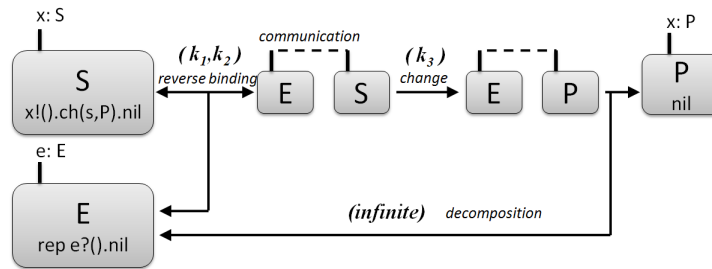 x: S
S
x!().ch(s,P).nil
(k1,k2)
reverse binding
communication
E
S
(k3)
change
E
P
x: P
P
nil
e: E
E
rep e?().nil
(infinite) decomposition